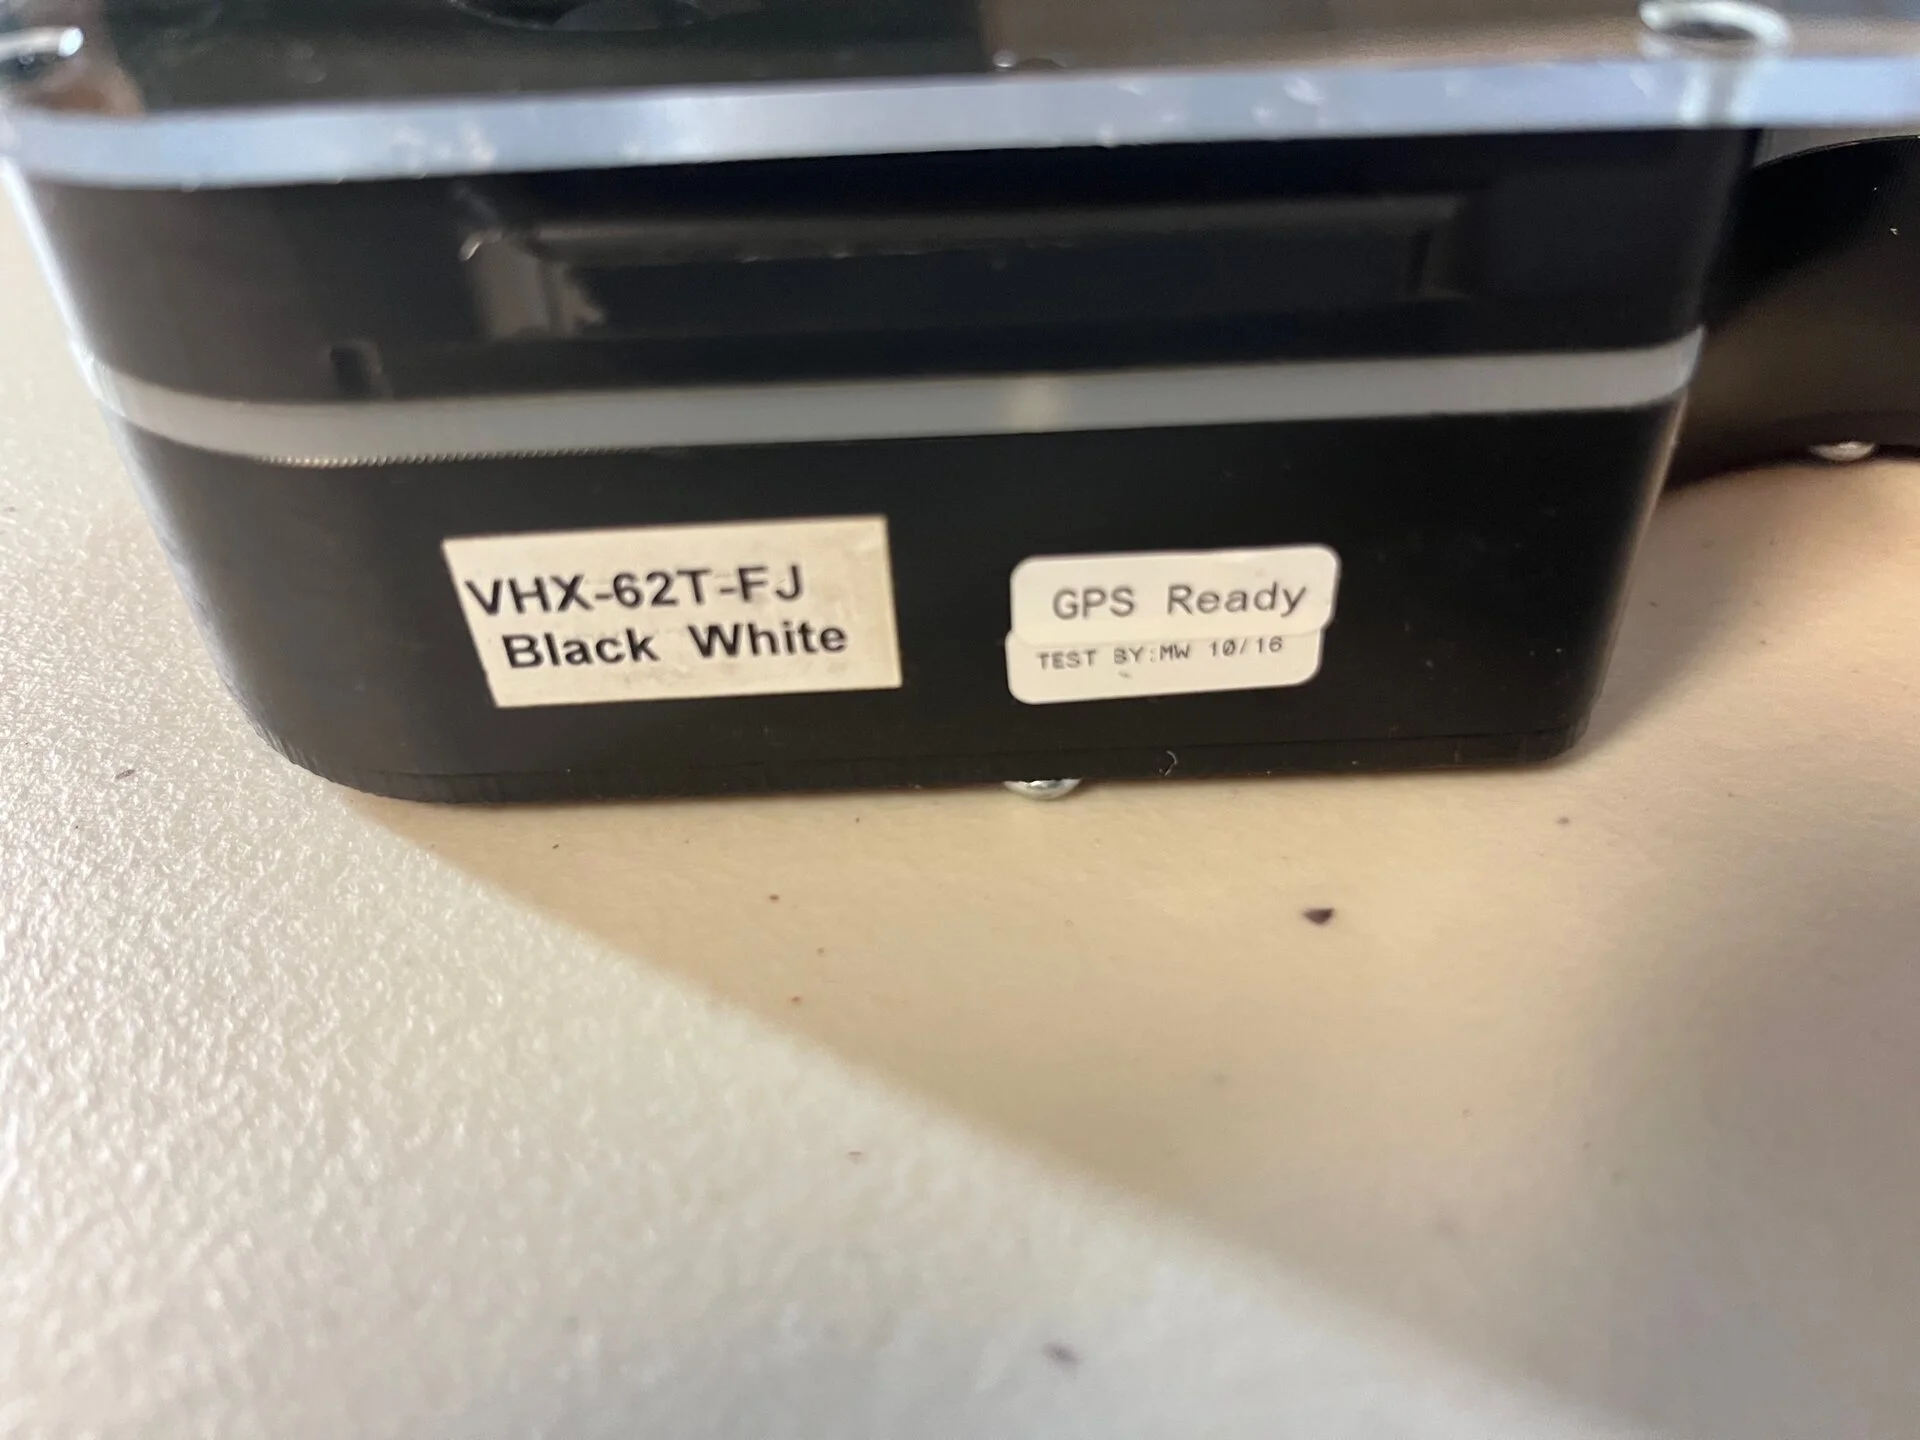 VHX-62T-FJ
Black White
GPS Ready
TEST BY:MW 10/16